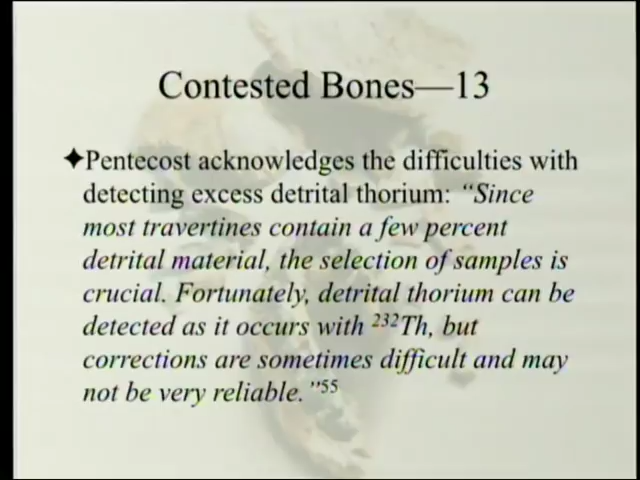 Contested Bones—13
✦Pentecost acknowledges the difficulties with
detecting excess detrital thorium: “Since
most travertines contain a few percent
detrital material, the selection of samples is
crucial. Fortunately, detrital thorium can be
detected as it occurs with ²³²Th, but
corrections are sometimes difficult and may
not be very reliable.”⁵⁵